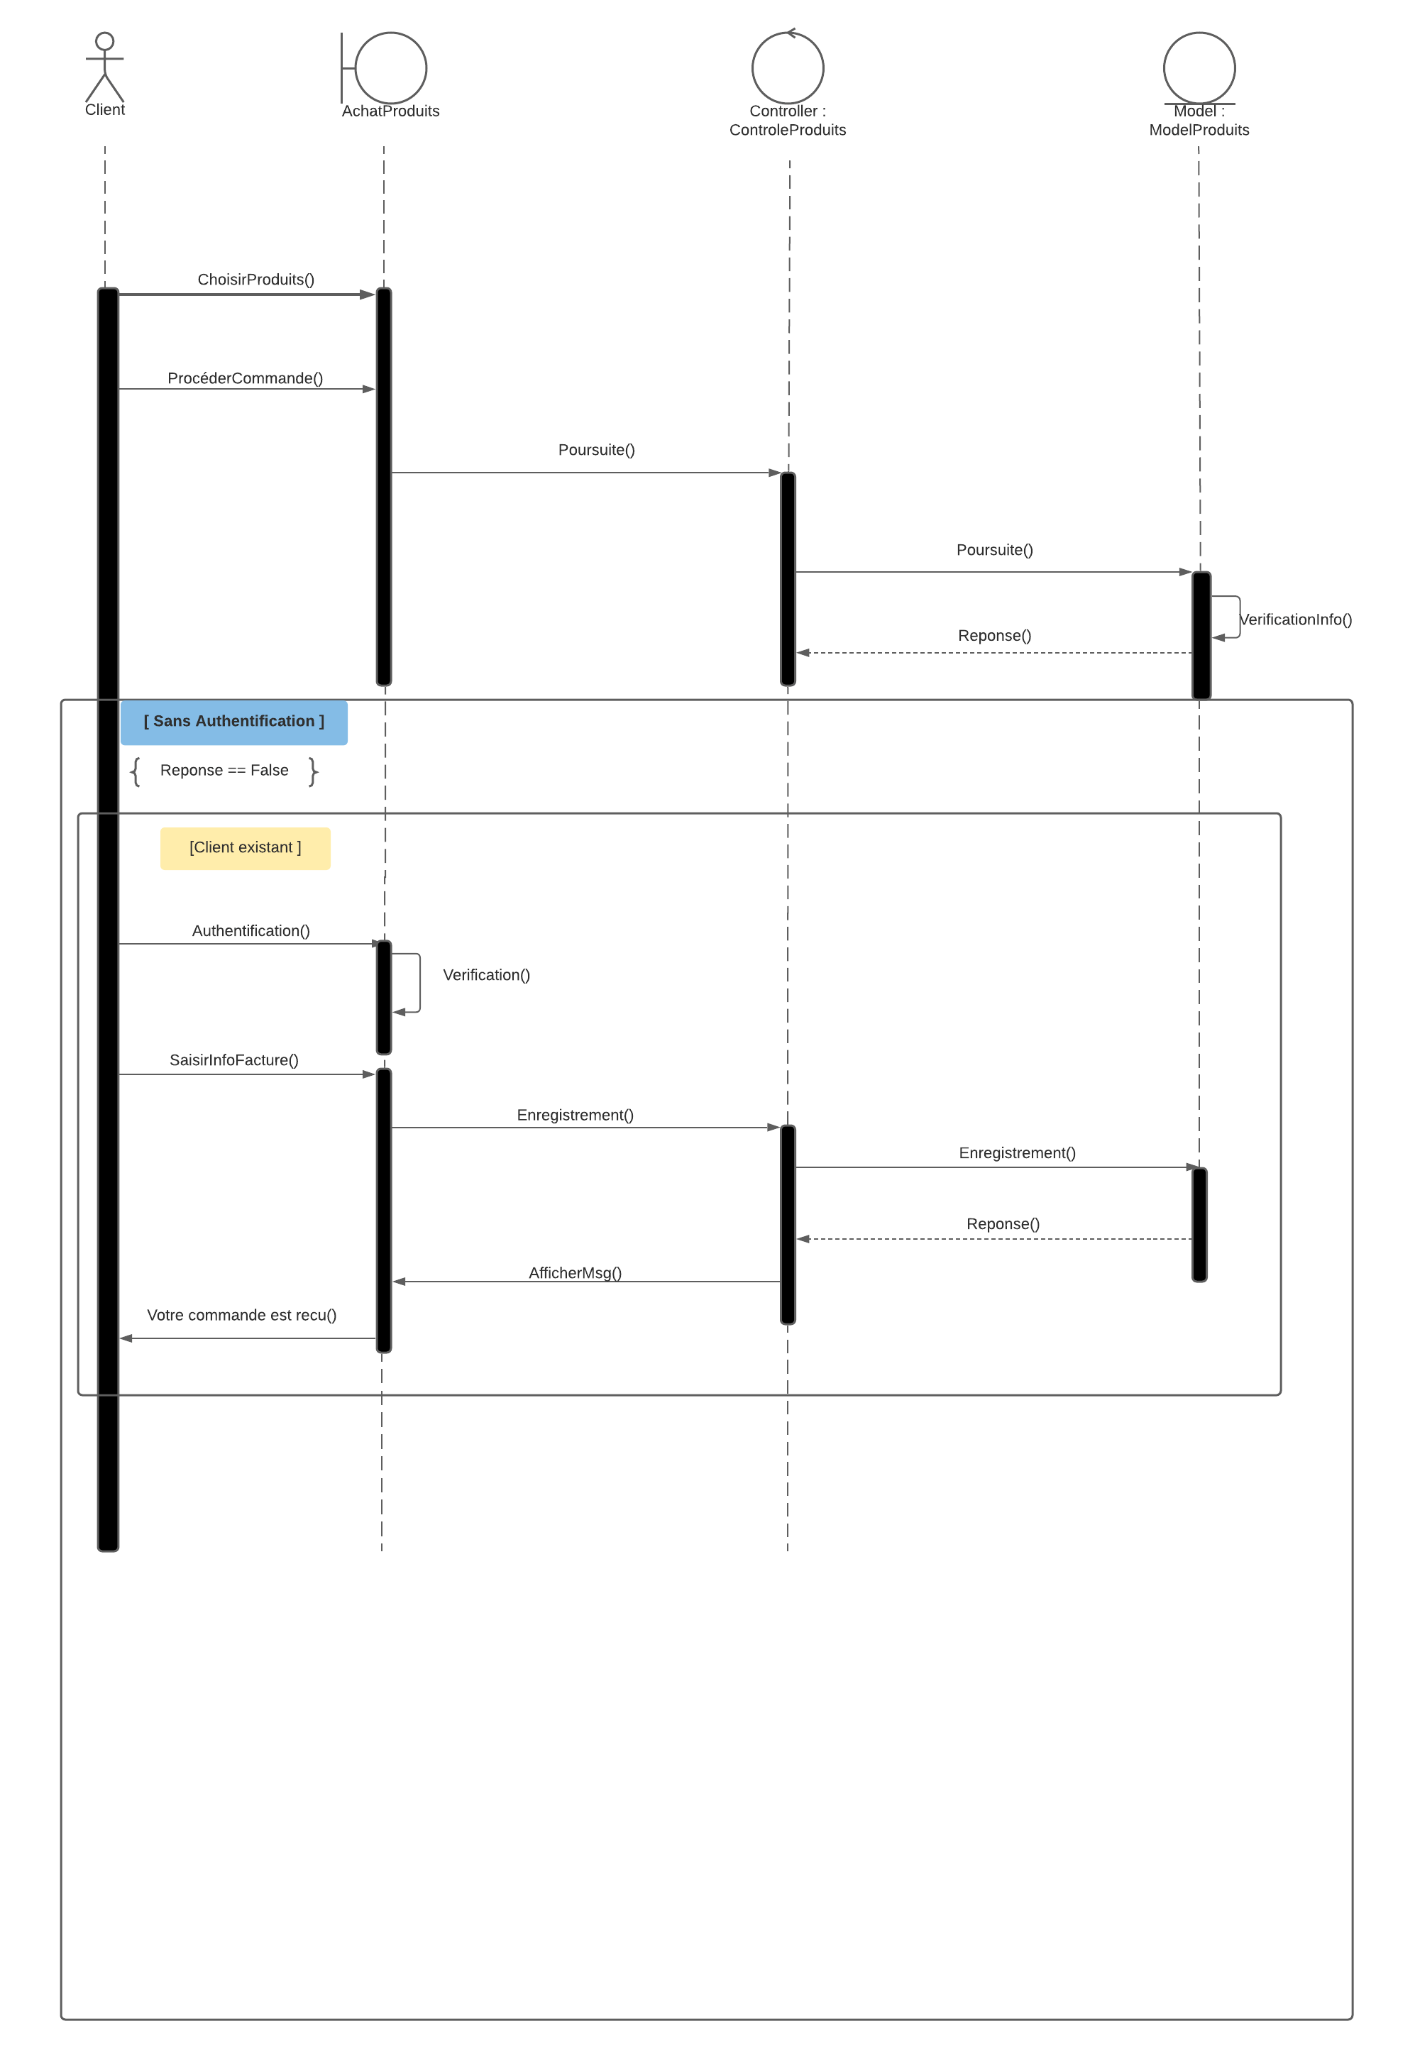 Client
AchatProduits
Controller :
ControleProduits
Model :
ModelProduits
ChoisirProduits()
ProcéderCommande()
Poursuite()
Poursuite()
VerificationInfo()
Reponse()
[ Sans Authentification ]
{ Reponse == False }
[Client existant ]
Authentification()
Verification()
SaisirInfoFacture()
Enregistrement()
Enregistrement()
Reponse()
AfficherMsg()
Votre commande est recu()